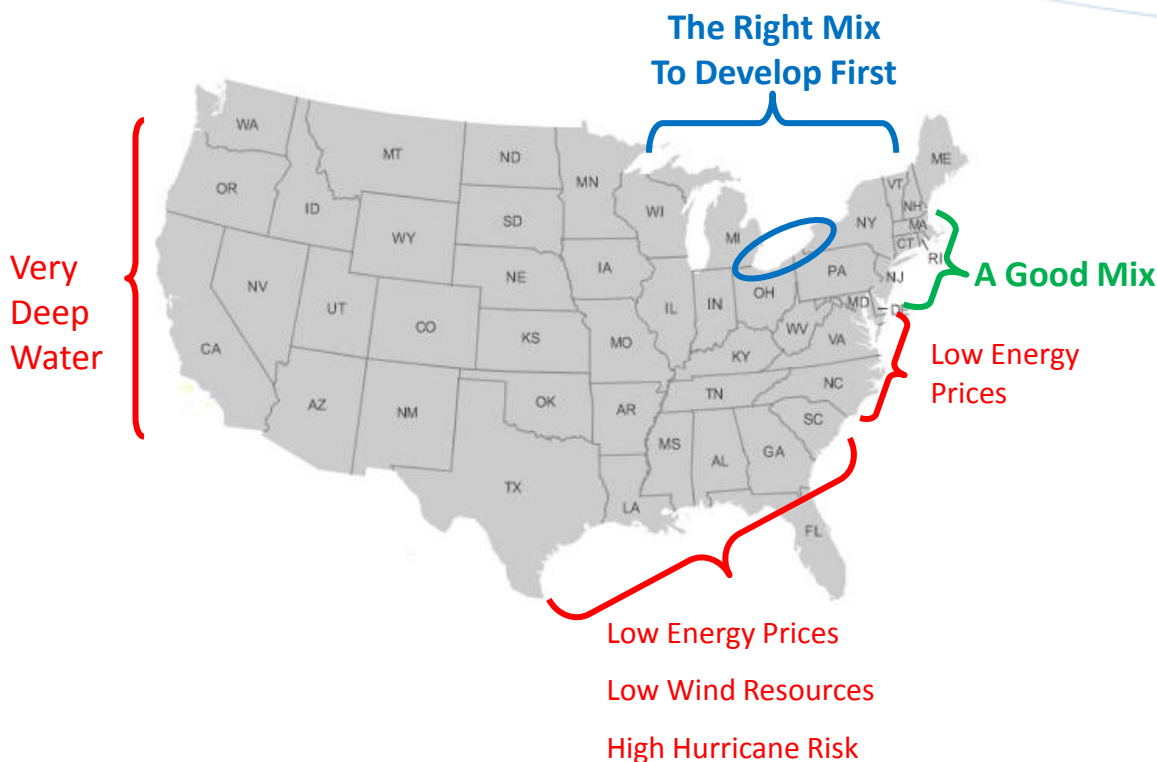 The Right Mix
To Develop First
WA
MT
ND
MN
ME
OR
ID
SD
WI
VT
NH
NY
MA
WY
MI
CT
RI
A Good Mix
Very
Deep
Water
NV
UT
NE
IA
PA
NJ
IL
IN
OH
MD
DE
CO
WV
CA
KS
MO
KY
VA
Low Energy
Prices
NC
TN
AZ
NM
OK
AR
SC
MS
AL
GA
TX
LA
FL
Low Energy Prices
Low Wind Resources
High Hurricane Risk